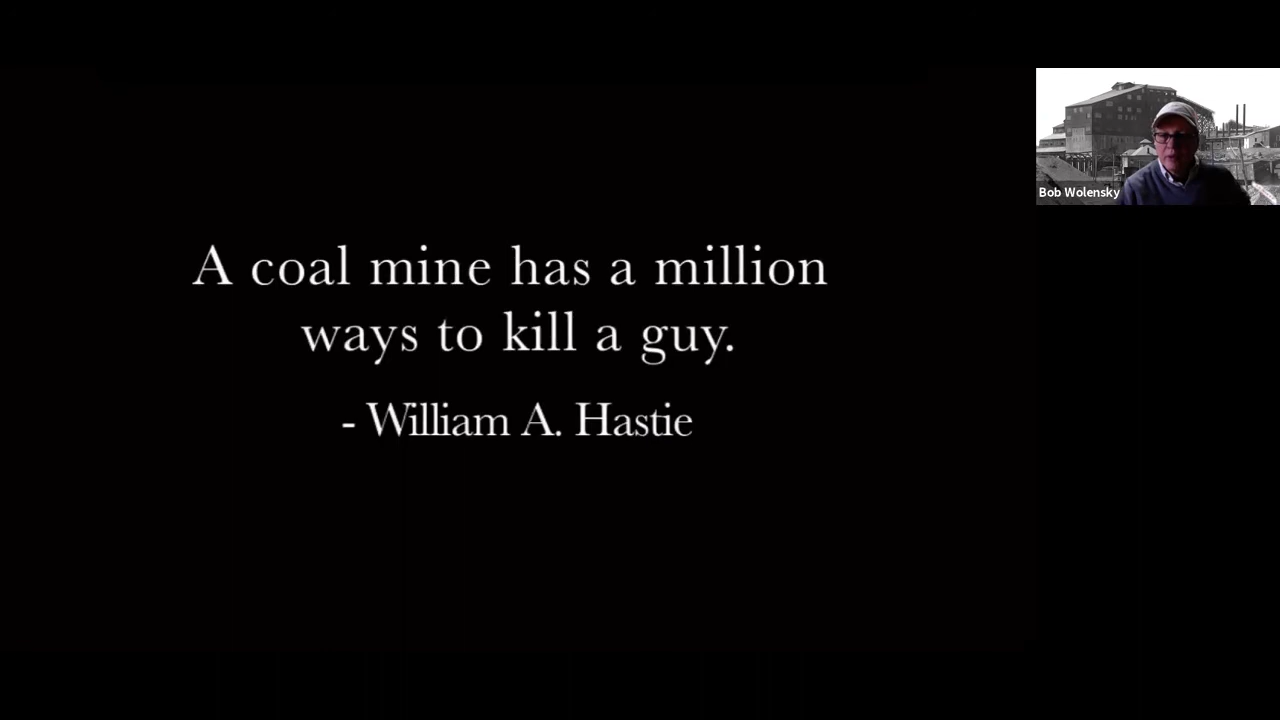 A coal mine has a million
ways to kill a guy.
- William A. Hastie
Bob Wolensky